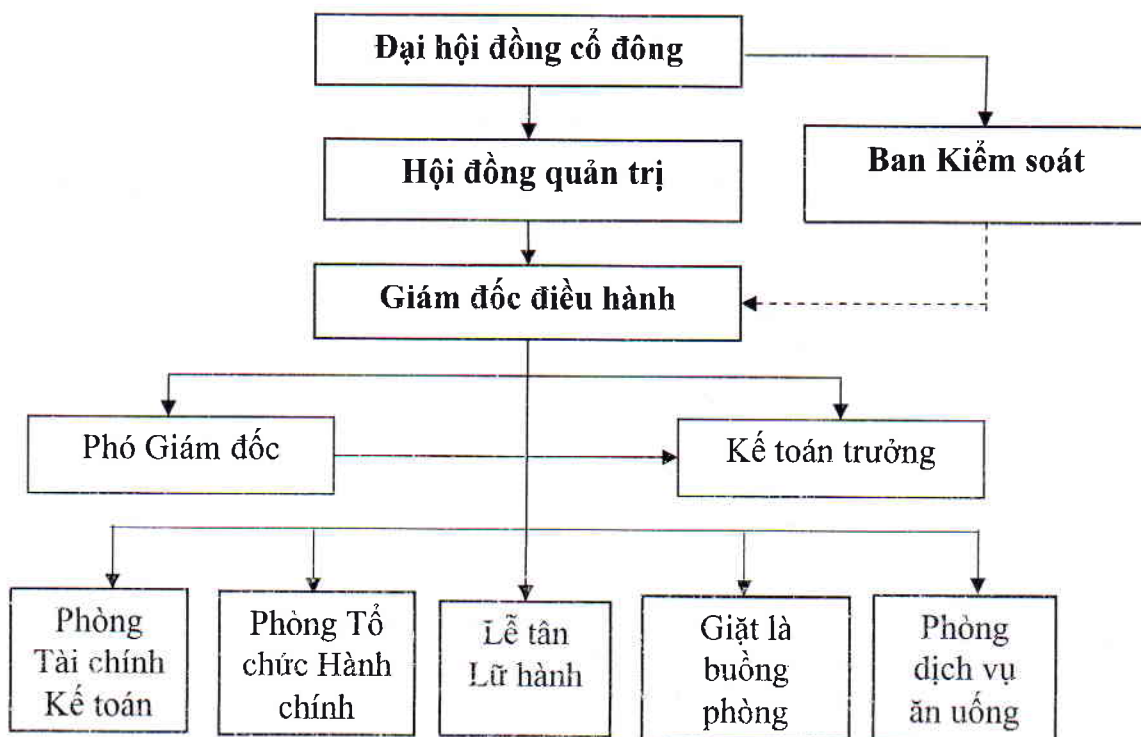 Đại hội đồng cổ đông
Hội đồng quản trị
Ban Kiểm soát
Giám đốc điều hành
Phó Giám đốc
Kế toán trưởng
Phòng
Tài chính
Kế toán
Phòng Tổ
chức Hành
chính
Lễ tân
Lữ hành
Giặt là
buồng
phòng
Phòng
dịch vụ
ăn uống